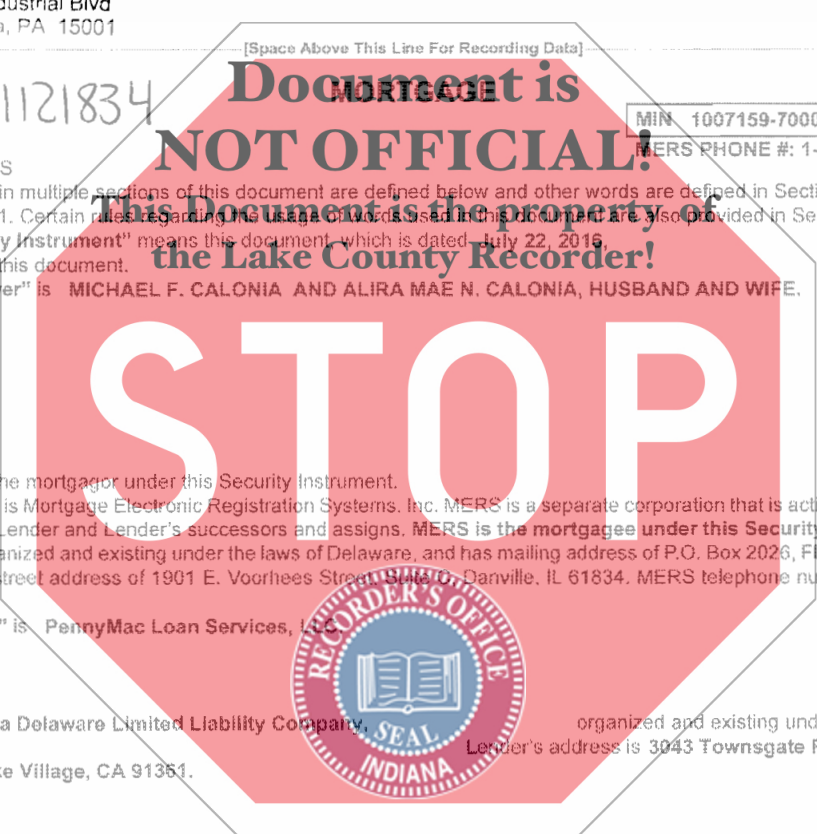 dustrial Blvd
a, PA 15001
[Space Above This Line For Recording Data]
Document is
MORTGAGE
1121834
NOT OFFICIAL!
MIN 1007159-7000
MERS PHONE #: 1-
S
in multiple sections of this document are defined below and other words are defined in Secti
This Document is the property of
1. Certain rules regarding the usage of words used in this document are also provided in Se
y Instrument" means this document, which is dated July 22, 2016,
the Lake County Recorder!
this document.
er" is MICHAEL F. CALONIA AND ALIRA MAE N. CALONIA, HUSBAND AND WIFE,
STOP
he mortgagor under this Security Instrument.
is Mortgage Electronic Registration Systems, Inc. MERS is a separate corporation that is acti
Lender and Lender's successors and assigns. MERS is the mortgagee under this Security
anized and existing under the laws of Delaware, and has mailing address of P.O. Box 2026, Fl
treet address of 1901 E. Voorhees Street, Suite C, Danville, IL 61834. MERS telephone nu
" is PennyMac Loan Services, LLC.
RECORDER'S OFFICE
SEAL
INDIANA
a Delaware Limited Liability Company,
organized and existing und
Lender's address is 3043 Townsgate R
ke Village, CA 91361.